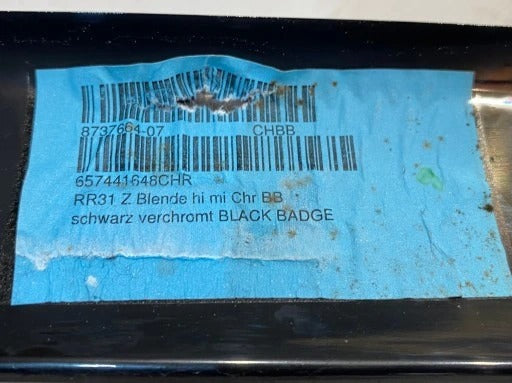 8737664-07 CHBB
657441648CHR
RR31 Z Blende hi mi Chr BB
schwarz verchromt BLACK BADGE